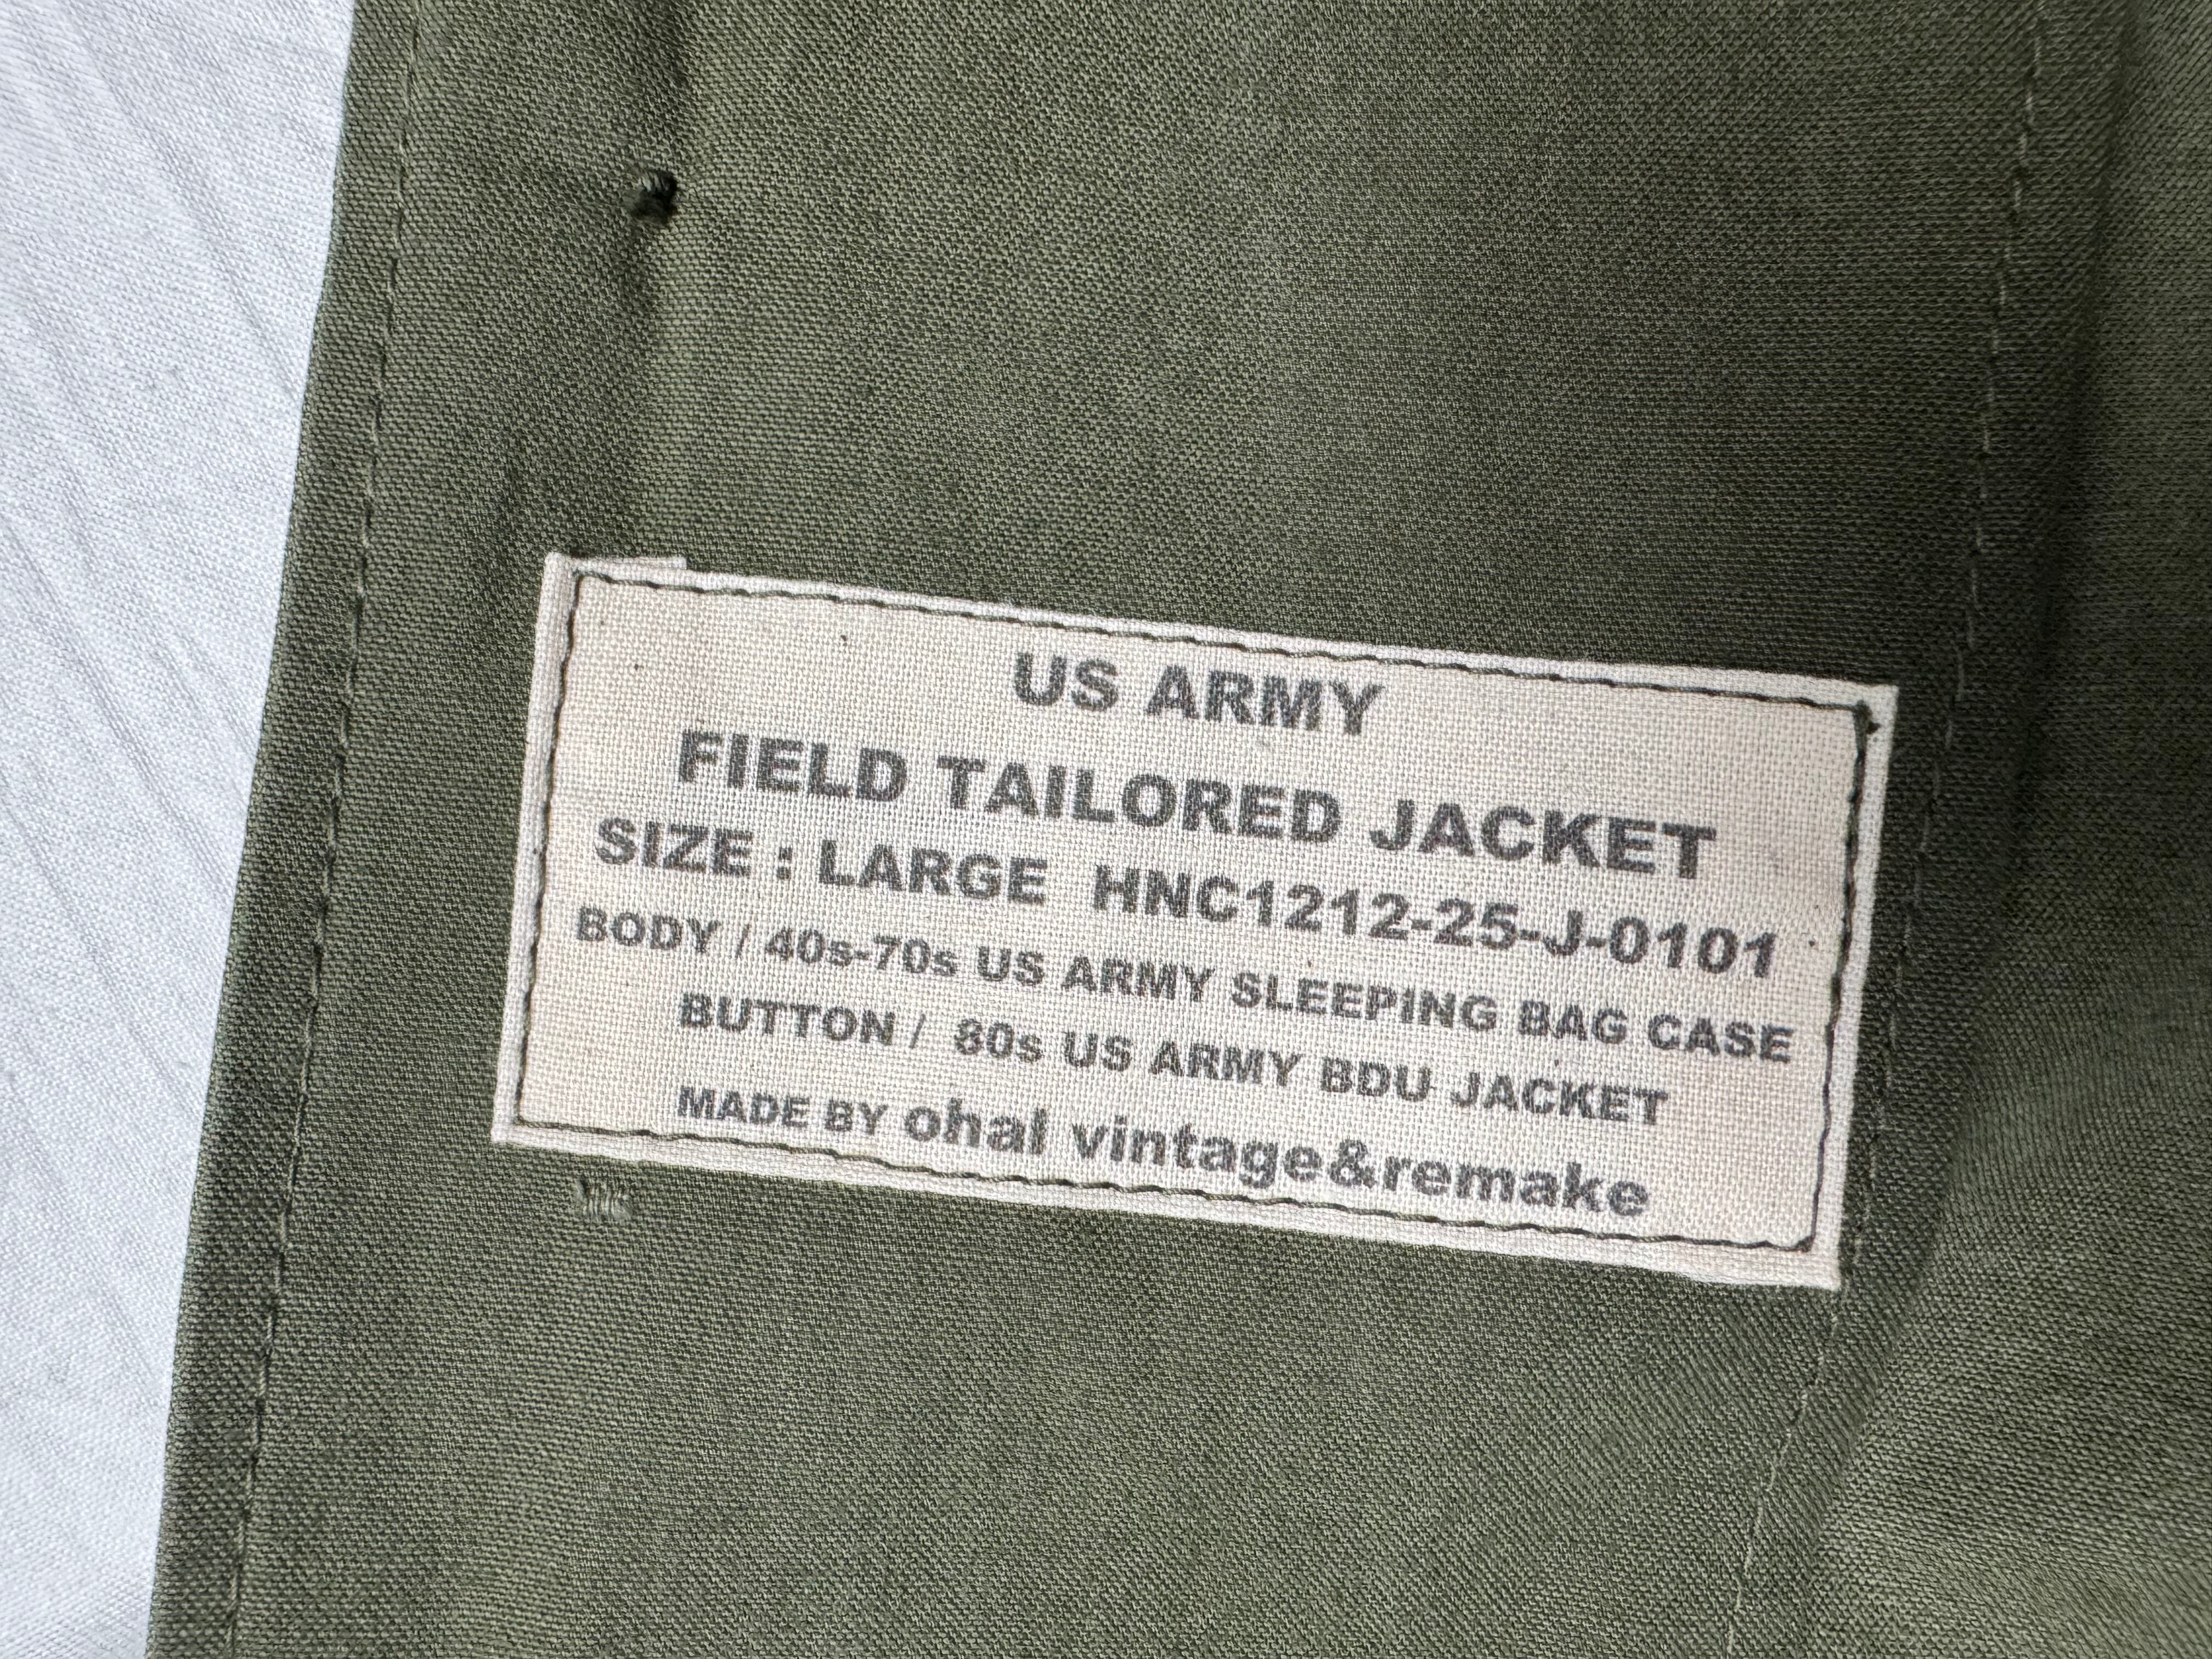 US ARMY
FIELD TAILORED JACKET
SIZE : LARGE HNC1212-25-J-0101
BODY / 40s-70s US ARMY SLEEPING BAG CASE
BUTTON / 80s US ARMY BDU JACKET
MADE BY ohal vintage&remake